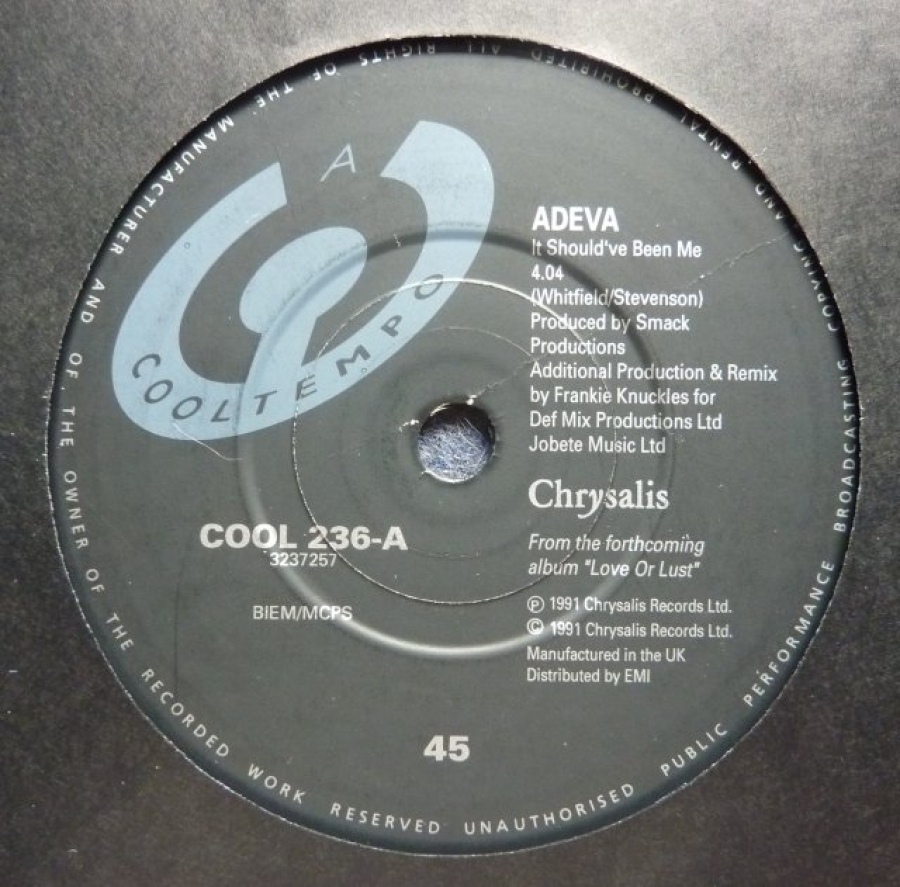 A
COOLTEMPO
ADEVA
It Should've Been Me
4.04
(Whitfield/Stevenson)
Produced by Smack
Productions
Additional Production & Remix
by Frankie Knuckles for
Def Mix Productions Ltd
Jobete Music Ltd
Chrysalis
From the forthcoming
album "Love Or Lust"
℗ 1991 Chrysalis Records Ltd.
© 1991 Chrysalis Records Ltd.
Manufactured in the UK
Distributed by EMI
COOL 236-A
3237257
BIEM/MCPS
45
ALL RIGHTS OF THE MANUFACTURER AND OF THE OWNER OF THE RECORDED WORK RESERVED UNAUTHORISED PUBLIC PERFORMANCE BROADCASTING COPYING AND RENTAL PROHIBITED